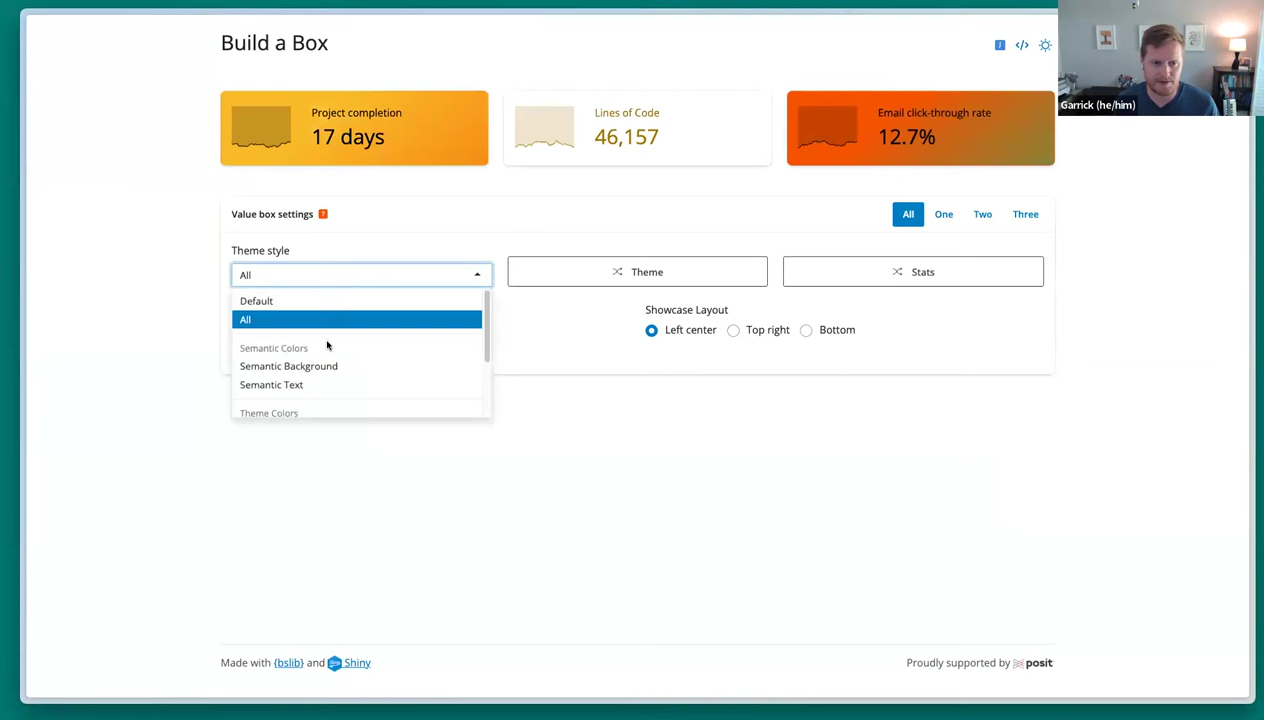 Build a Box
</>
Garrick (he/him)
Project completion
17 days
Lines of Code
46,157
Email click-through rate
12.7%
Value box settings ?
All One Two Three
Theme style
All
Theme
Stats
Default
All
Semantic Colors
Semantic Background
Semantic Text
Theme Colors
Showcase Layout
Left center Top right Bottom
Made with {bslib} and Shiny
Proudly supported by posit